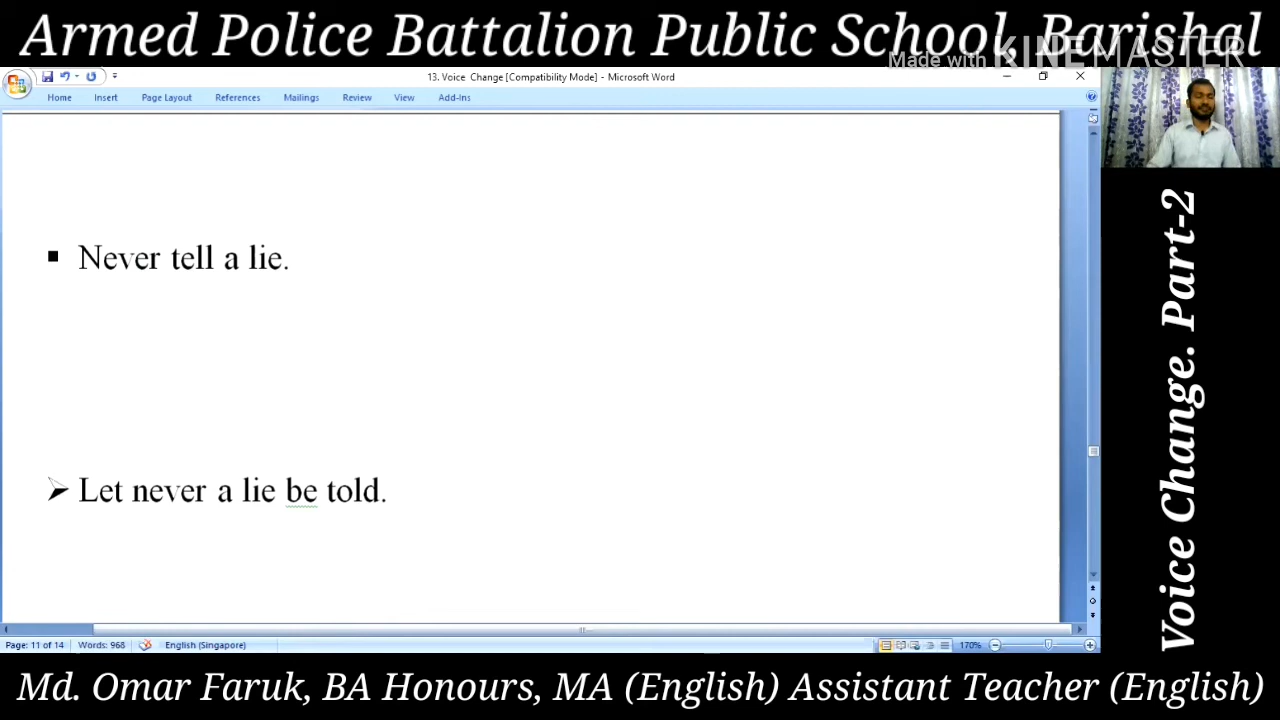 Armed Police Battalion Public School, Barishal
Made with KINEMASTER
13. Voice Change [Compatibility Mode] - Microsoft Word
Home Insert Page Layout References Mailings Review View Add-Ins
▪ Never tell a lie.
➢ Let never a lie be told.
Voice Change. Part-2
Page: 11 of 14 Words: 968 English (Singapore) 170%
Md. Omar Faruk, BA Honours, MA (English) Assistant Teacher (English)